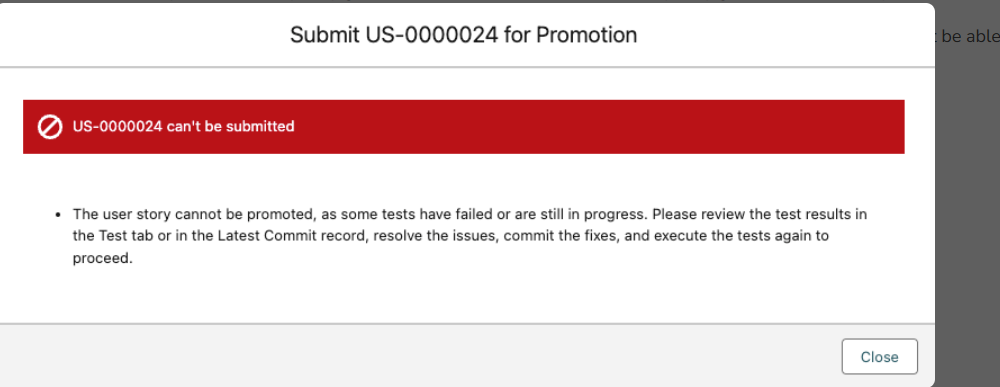 Submit US-0000024 for Promotion
be able
US-0000024 can't be submitted
• The user story cannot be promoted, as some tests have failed or are still in progress. Please review the test results in
the Test tab or in the Latest Commit record, resolve the issues, commit the fixes, and execute the tests again to
proceed.
Close